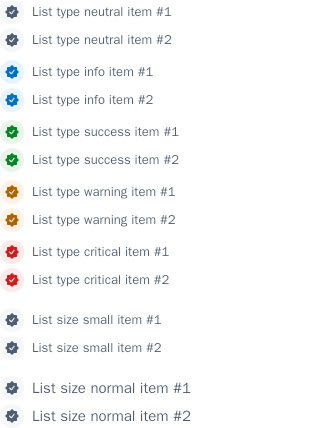 List type neutral item #1
List type neutral item #2
List type info item #1
List type info item #2
List type success item #1
List type success item #2
List type warning item #1
List type warning item #2
List type critical item #1
List type critical item #2
List size small item #1
List size small item #2
List size normal item #1
List size normal item #2